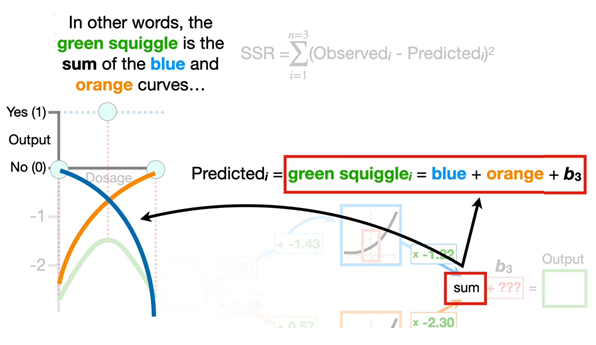 In other words, the
green squiggle is the
sum of the blue and
orange curves…
SSR = n=3 ∑ i=1 (Observedi - Predictedi)²
Yes (1)
Output
No (0)
Dosage
-1
-2
Predictedi = green squigglei = blue + orange + b3
+ -1.43
x -1.22
b3
Output
sum
+ ???
=
+ 0.57
x -2.30